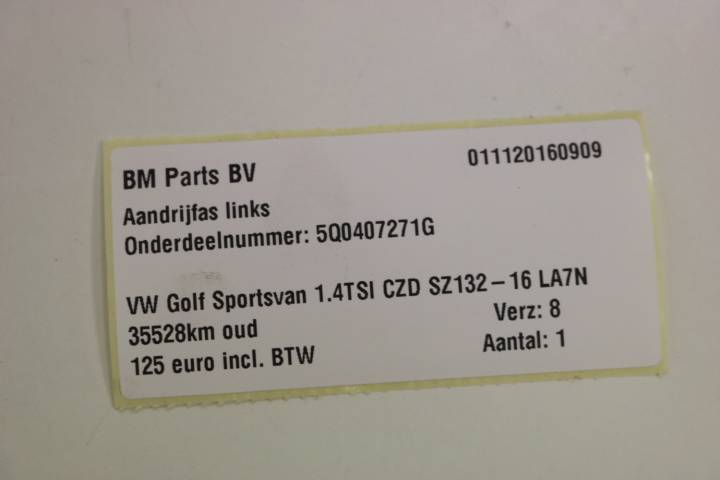 BM Parts BV
011120160909
Aandrijfas links
Onderdeelnummer: 5Q0407271G
VW Golf Sportsvan 1.4TSI CZD SZ132-16 LA7N
35528km oud
Verz: 8
125 euro incl. BTW
Aantal: 1